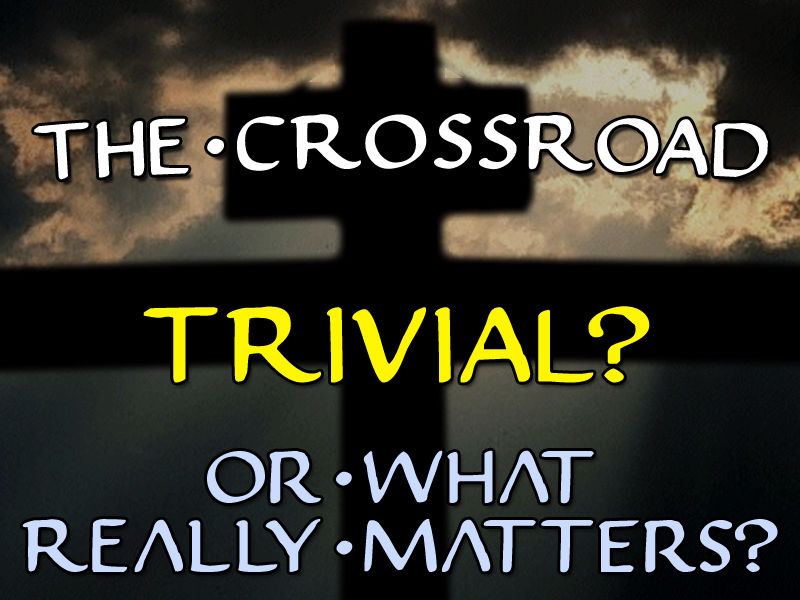 THE • CROSSROAD
TRIVIAL?
OR • WHAT
REALLY • MATTERS?